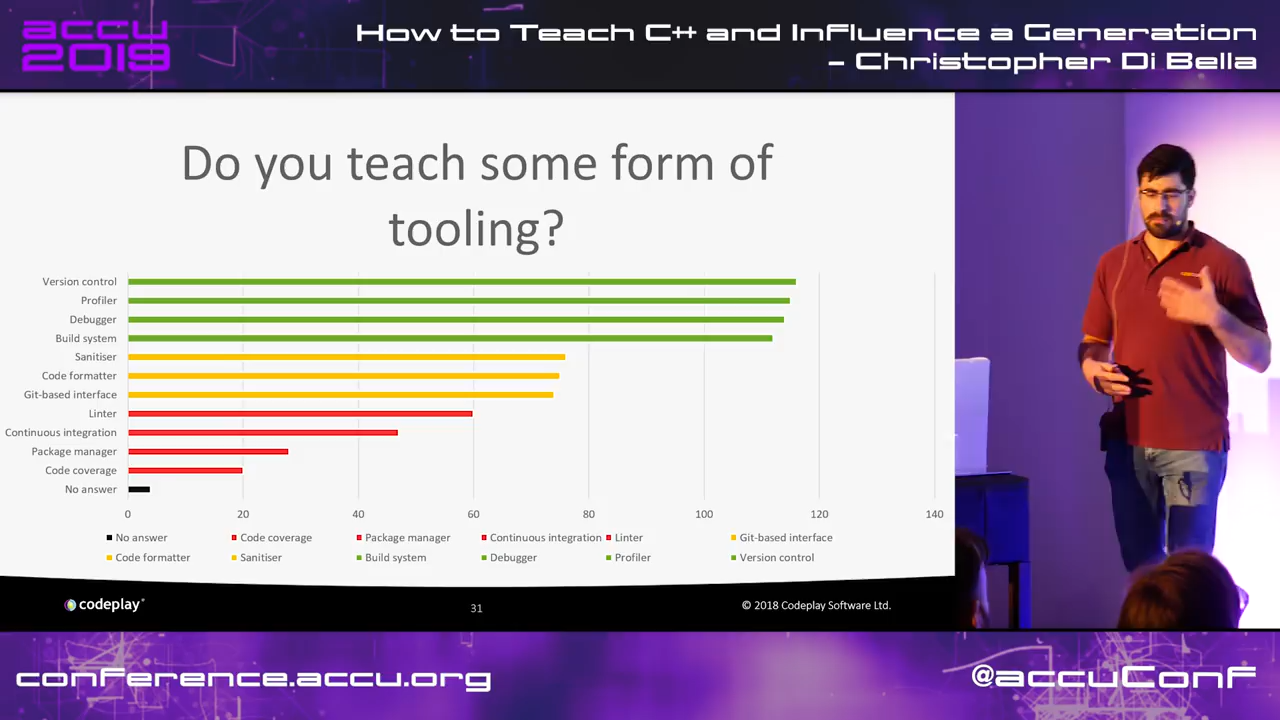 accu
2019
How to Teach C++ and Influence a Generation
– Christopher Di Bella
Do you teach some form of
tooling?
Version control
Profiler
Debugger
Build system
Sanitiser
Code formatter
Git-based interface
Linter
Continuous integration
Package manager
Code coverage
No answer
0 20 40 60 80 100 120 140
No answer Code coverage Package manager Continuous integration Linter Git-based interface
Code formatter Sanitiser Build system Debugger Profiler Version control
codeplay
31
© 2018 Codeplay Software Ltd.
conference.accu.org
@accuConf